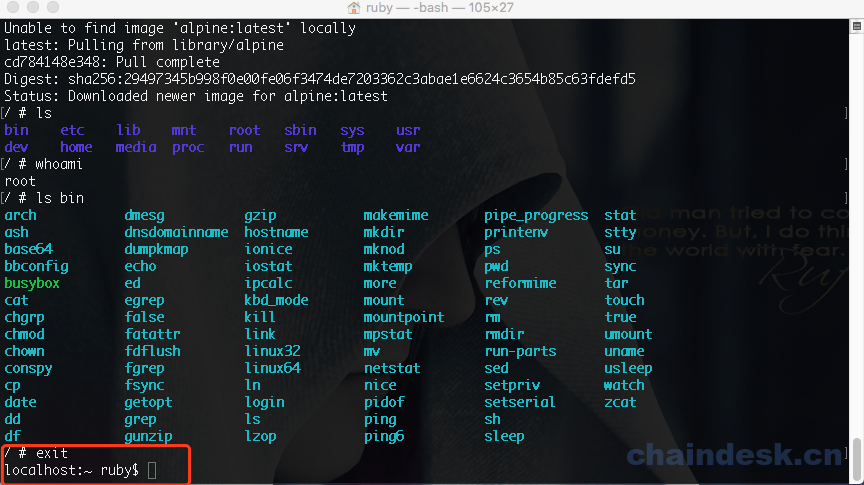 ruby — -bash — 105×27
Unable to find image 'alpine:latest' locally
latest: Pulling from library/alpine
cd784148e348: Pull complete
Digest: sha256:29497345b998f0e00fe06f3474de7203362c3abae1e6624c3654b85c63fdefd5
Status: Downloaded newer image for alpine:latest
[/ # ls ]
bin etc lib mnt root sbin sys usr
dev home media proc run srv tmp var
[/ # whoami ]
root
[/ # ls bin ]
arch dmesg gzip makemime pipe_progress stat
ash dnsdomainname hostname mkdir printenv stty
base64 dumpkmap ionice mknod ps su
bbconfig echo iostat mktemp pwd sync
busybox ed ipcalc more reformime tar
cat egrep kbd_mode mount rev touch
chgrp false kill mountpoint rm true
chmod fatattr link mpstat rmdir umount
chown fdflush linux32 mv run-parts uname
conspy fgrep linux64 netstat sed usleep
cp fsync ln nice setpriv watch
date getopt login pidof setserial zcat
dd grep ls ping sh
df gunzip lzop ping6 sleep
[/ # exit ]
localhost:~ ruby$
man tried to
But, I do
the world with fear.
chaindesk.cn